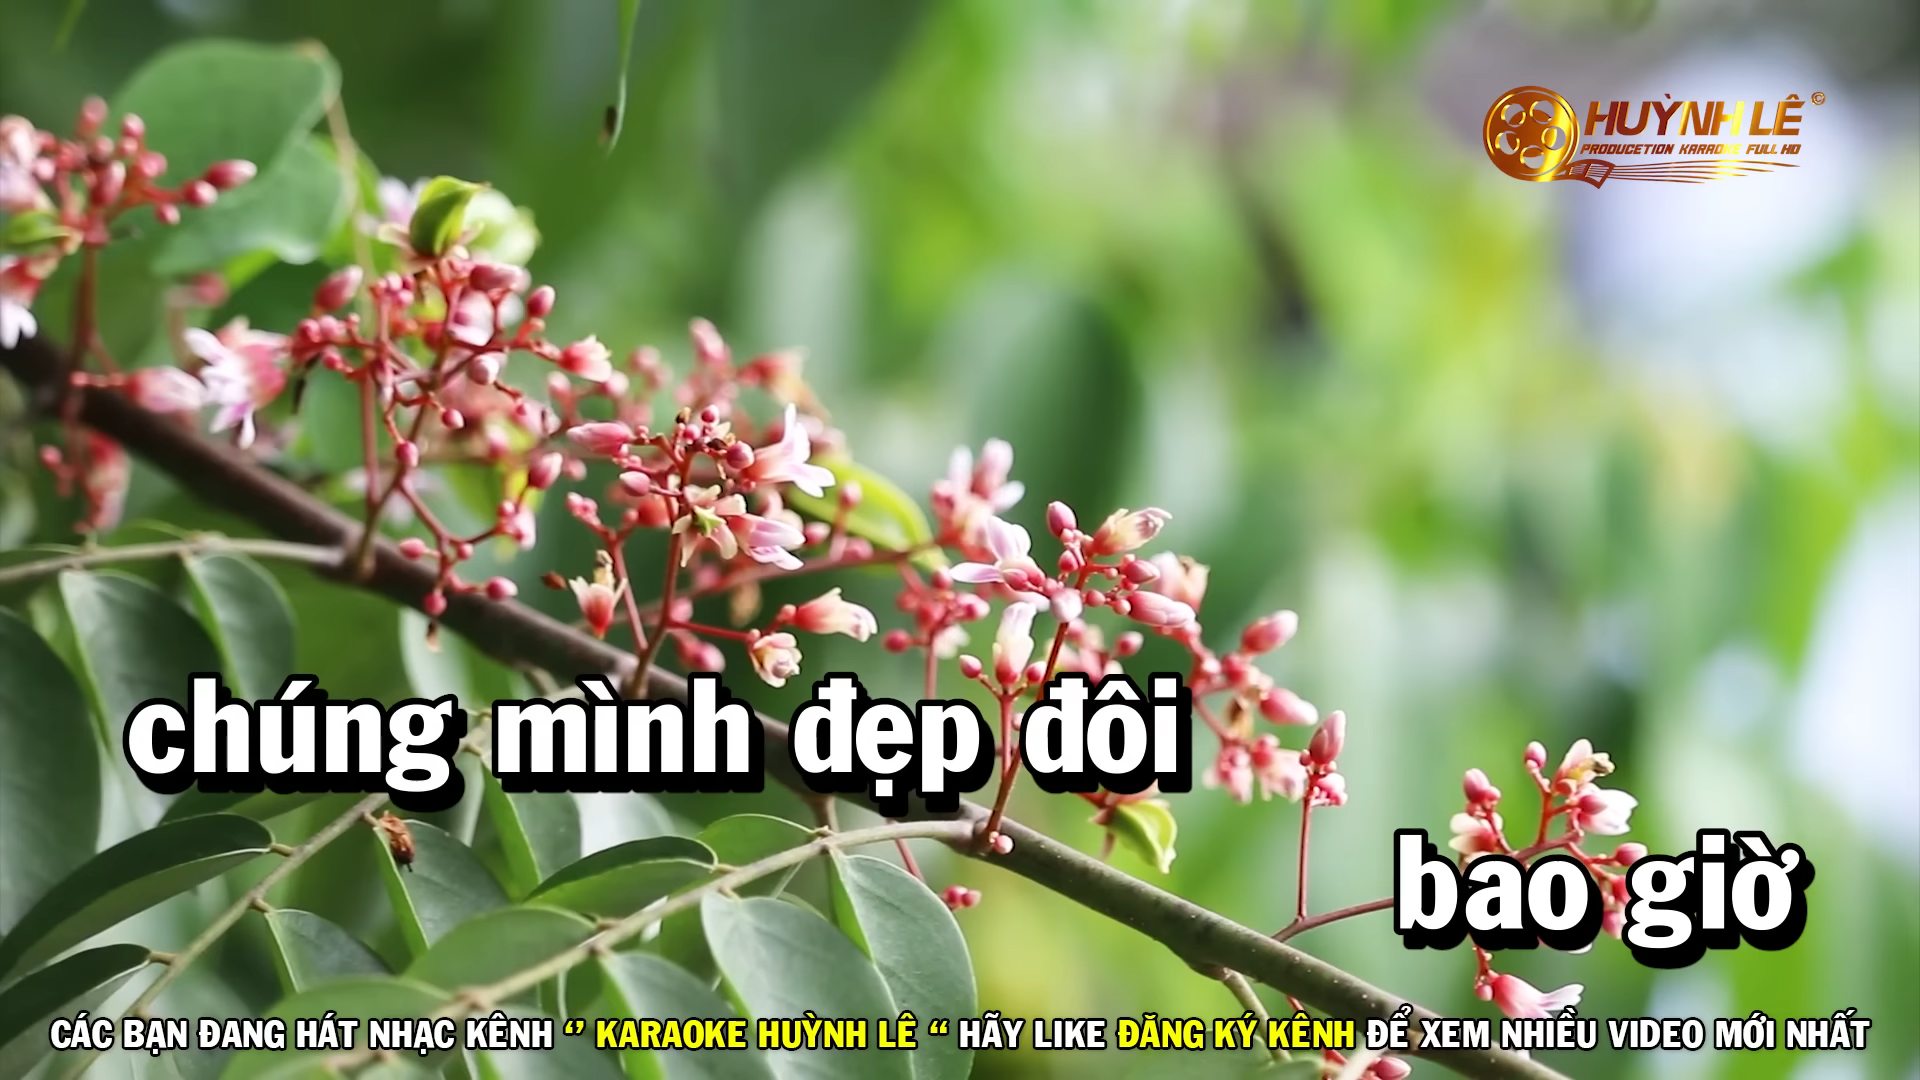 HUỲNH LÊ ©
PRODUCETION KARAOKE FULL HD
chúng mình đẹp đôi
bao giờ
CÁC BẠN ĐANG HÁT NHẠC KÊNH “ KARAOKE HUỲNH LÊ “ HÃY LIKE ĐĂNG KÝ KÊNH ĐỂ XEM NHIỀU VIDEO MỚI NHẤT